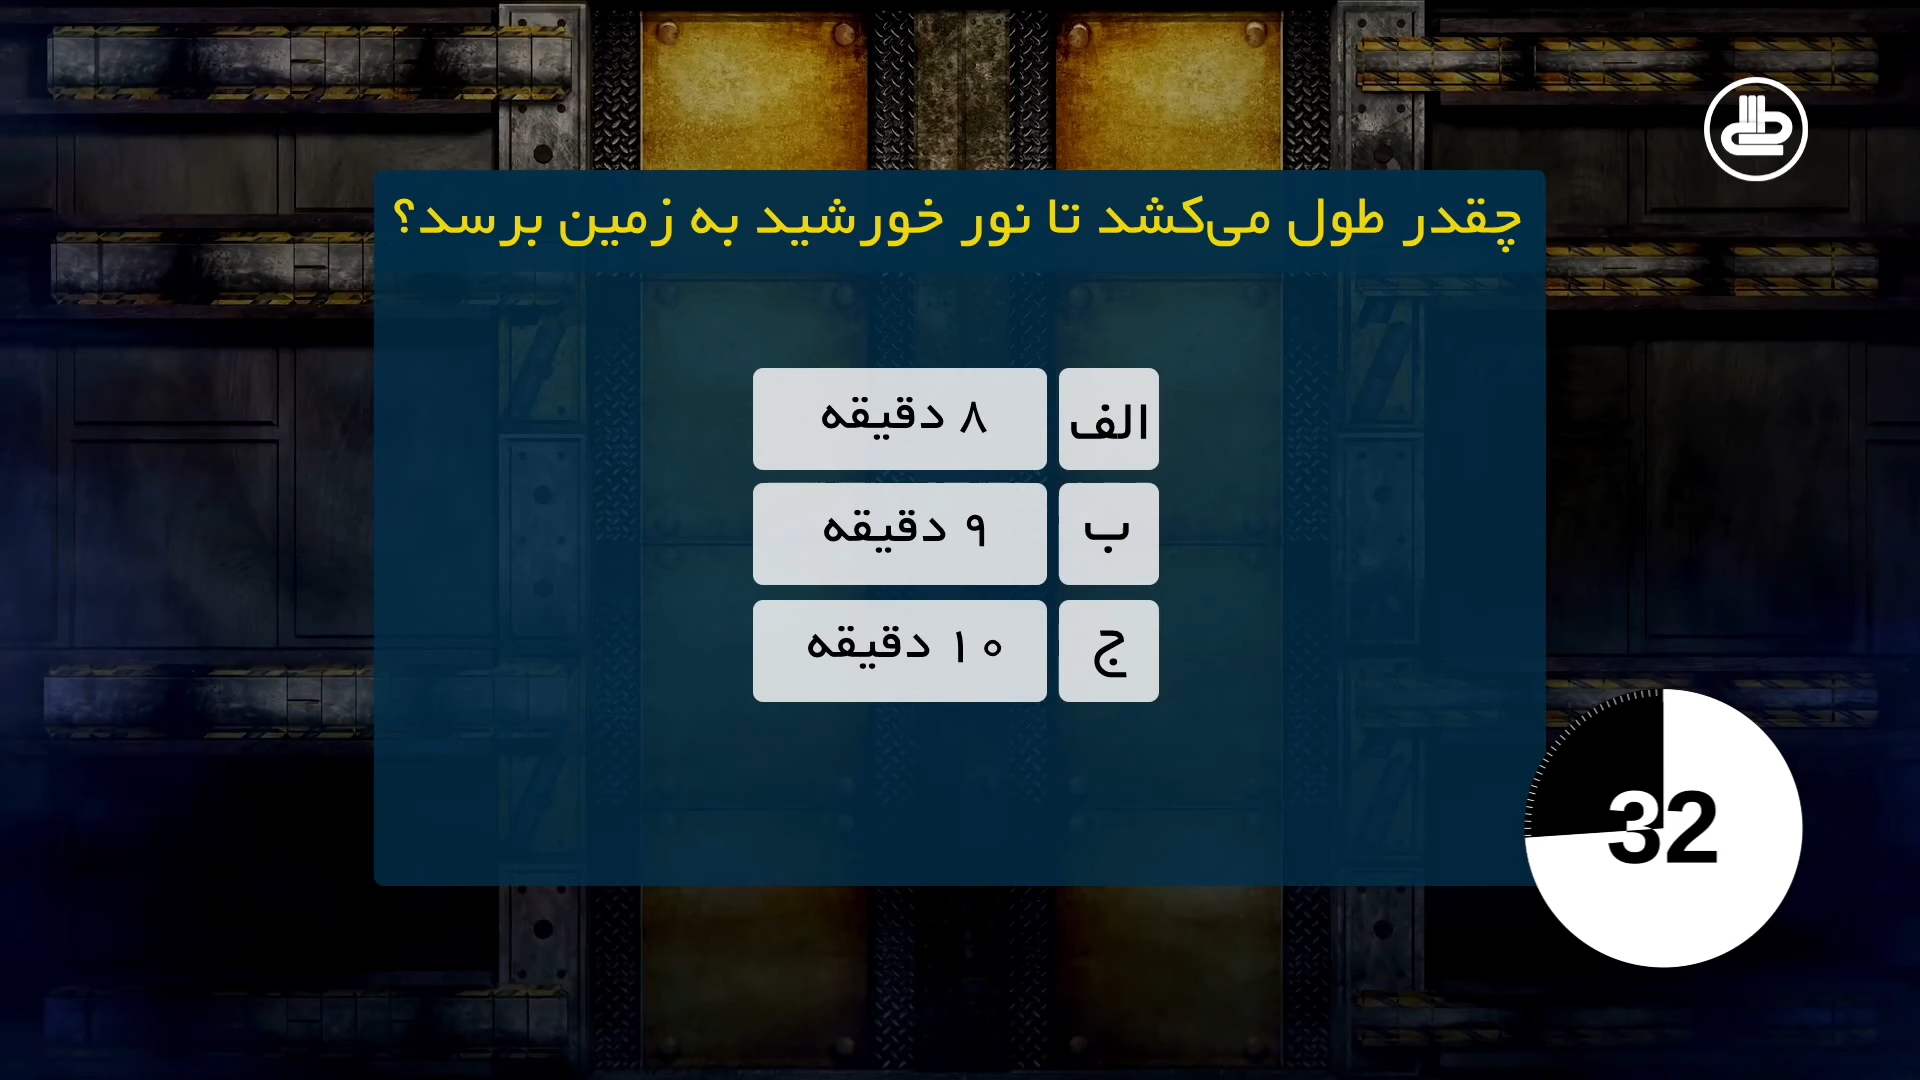 چقدر طول می‌کشد تا نور خورشید به زمین برسد؟
الف ۸ دقیقه
ب ۹ دقیقه
ج ۱۰ دقیقه
32